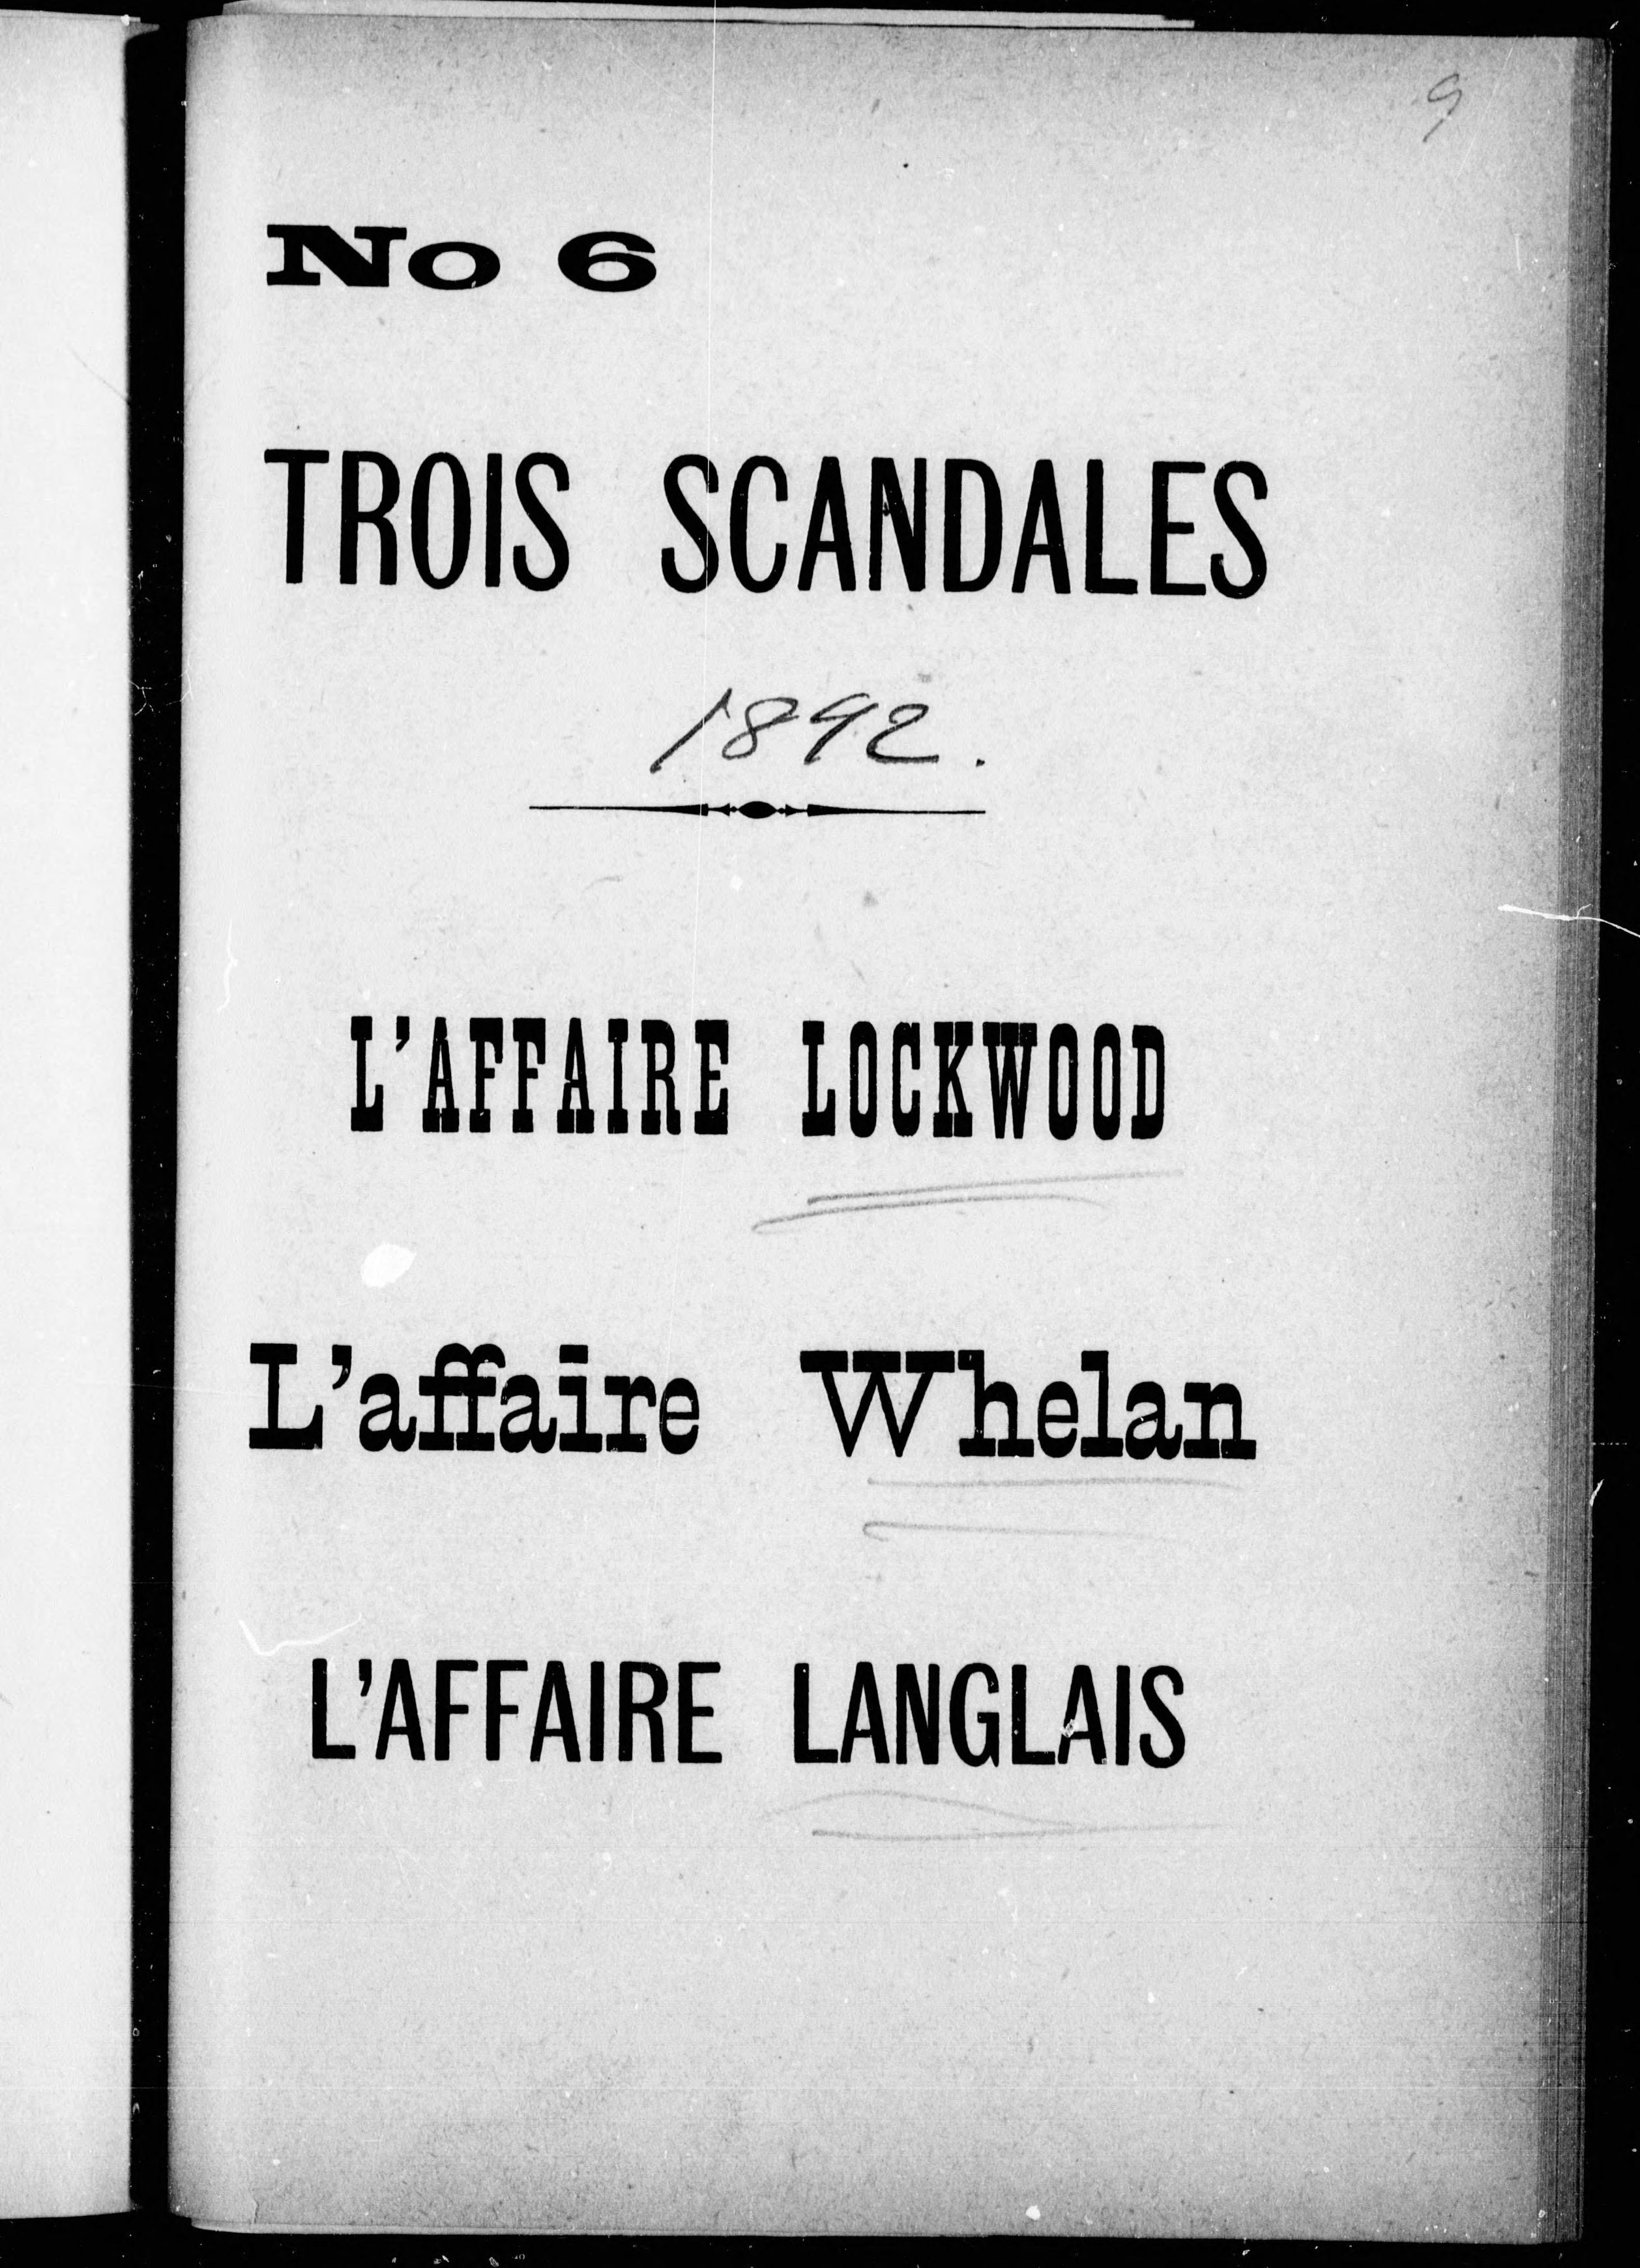 9
No 6
TROIS SCANDALES
1892.
L'AFFAIRE LOCKWOOD
L'affaire Whelan
L'AFFAIRE LANGLAIS